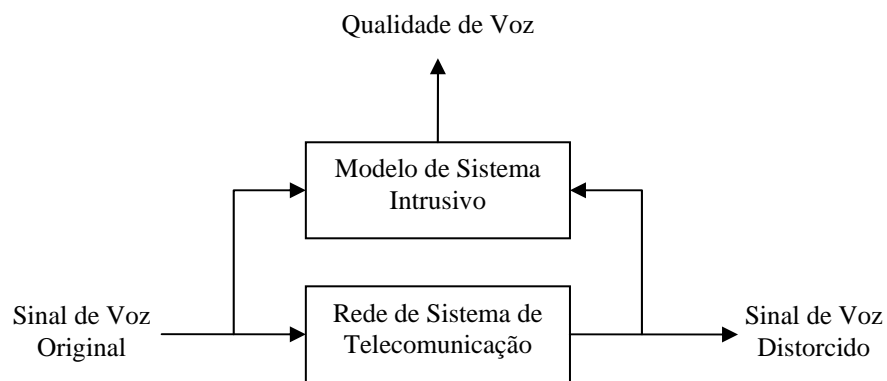 Qualidade de Voz
Modelo de Sistema
Intrusivo
Sinal de Voz
Original
Rede de Sistema de
Telecomunicação
Sinal de Voz
Distorcido